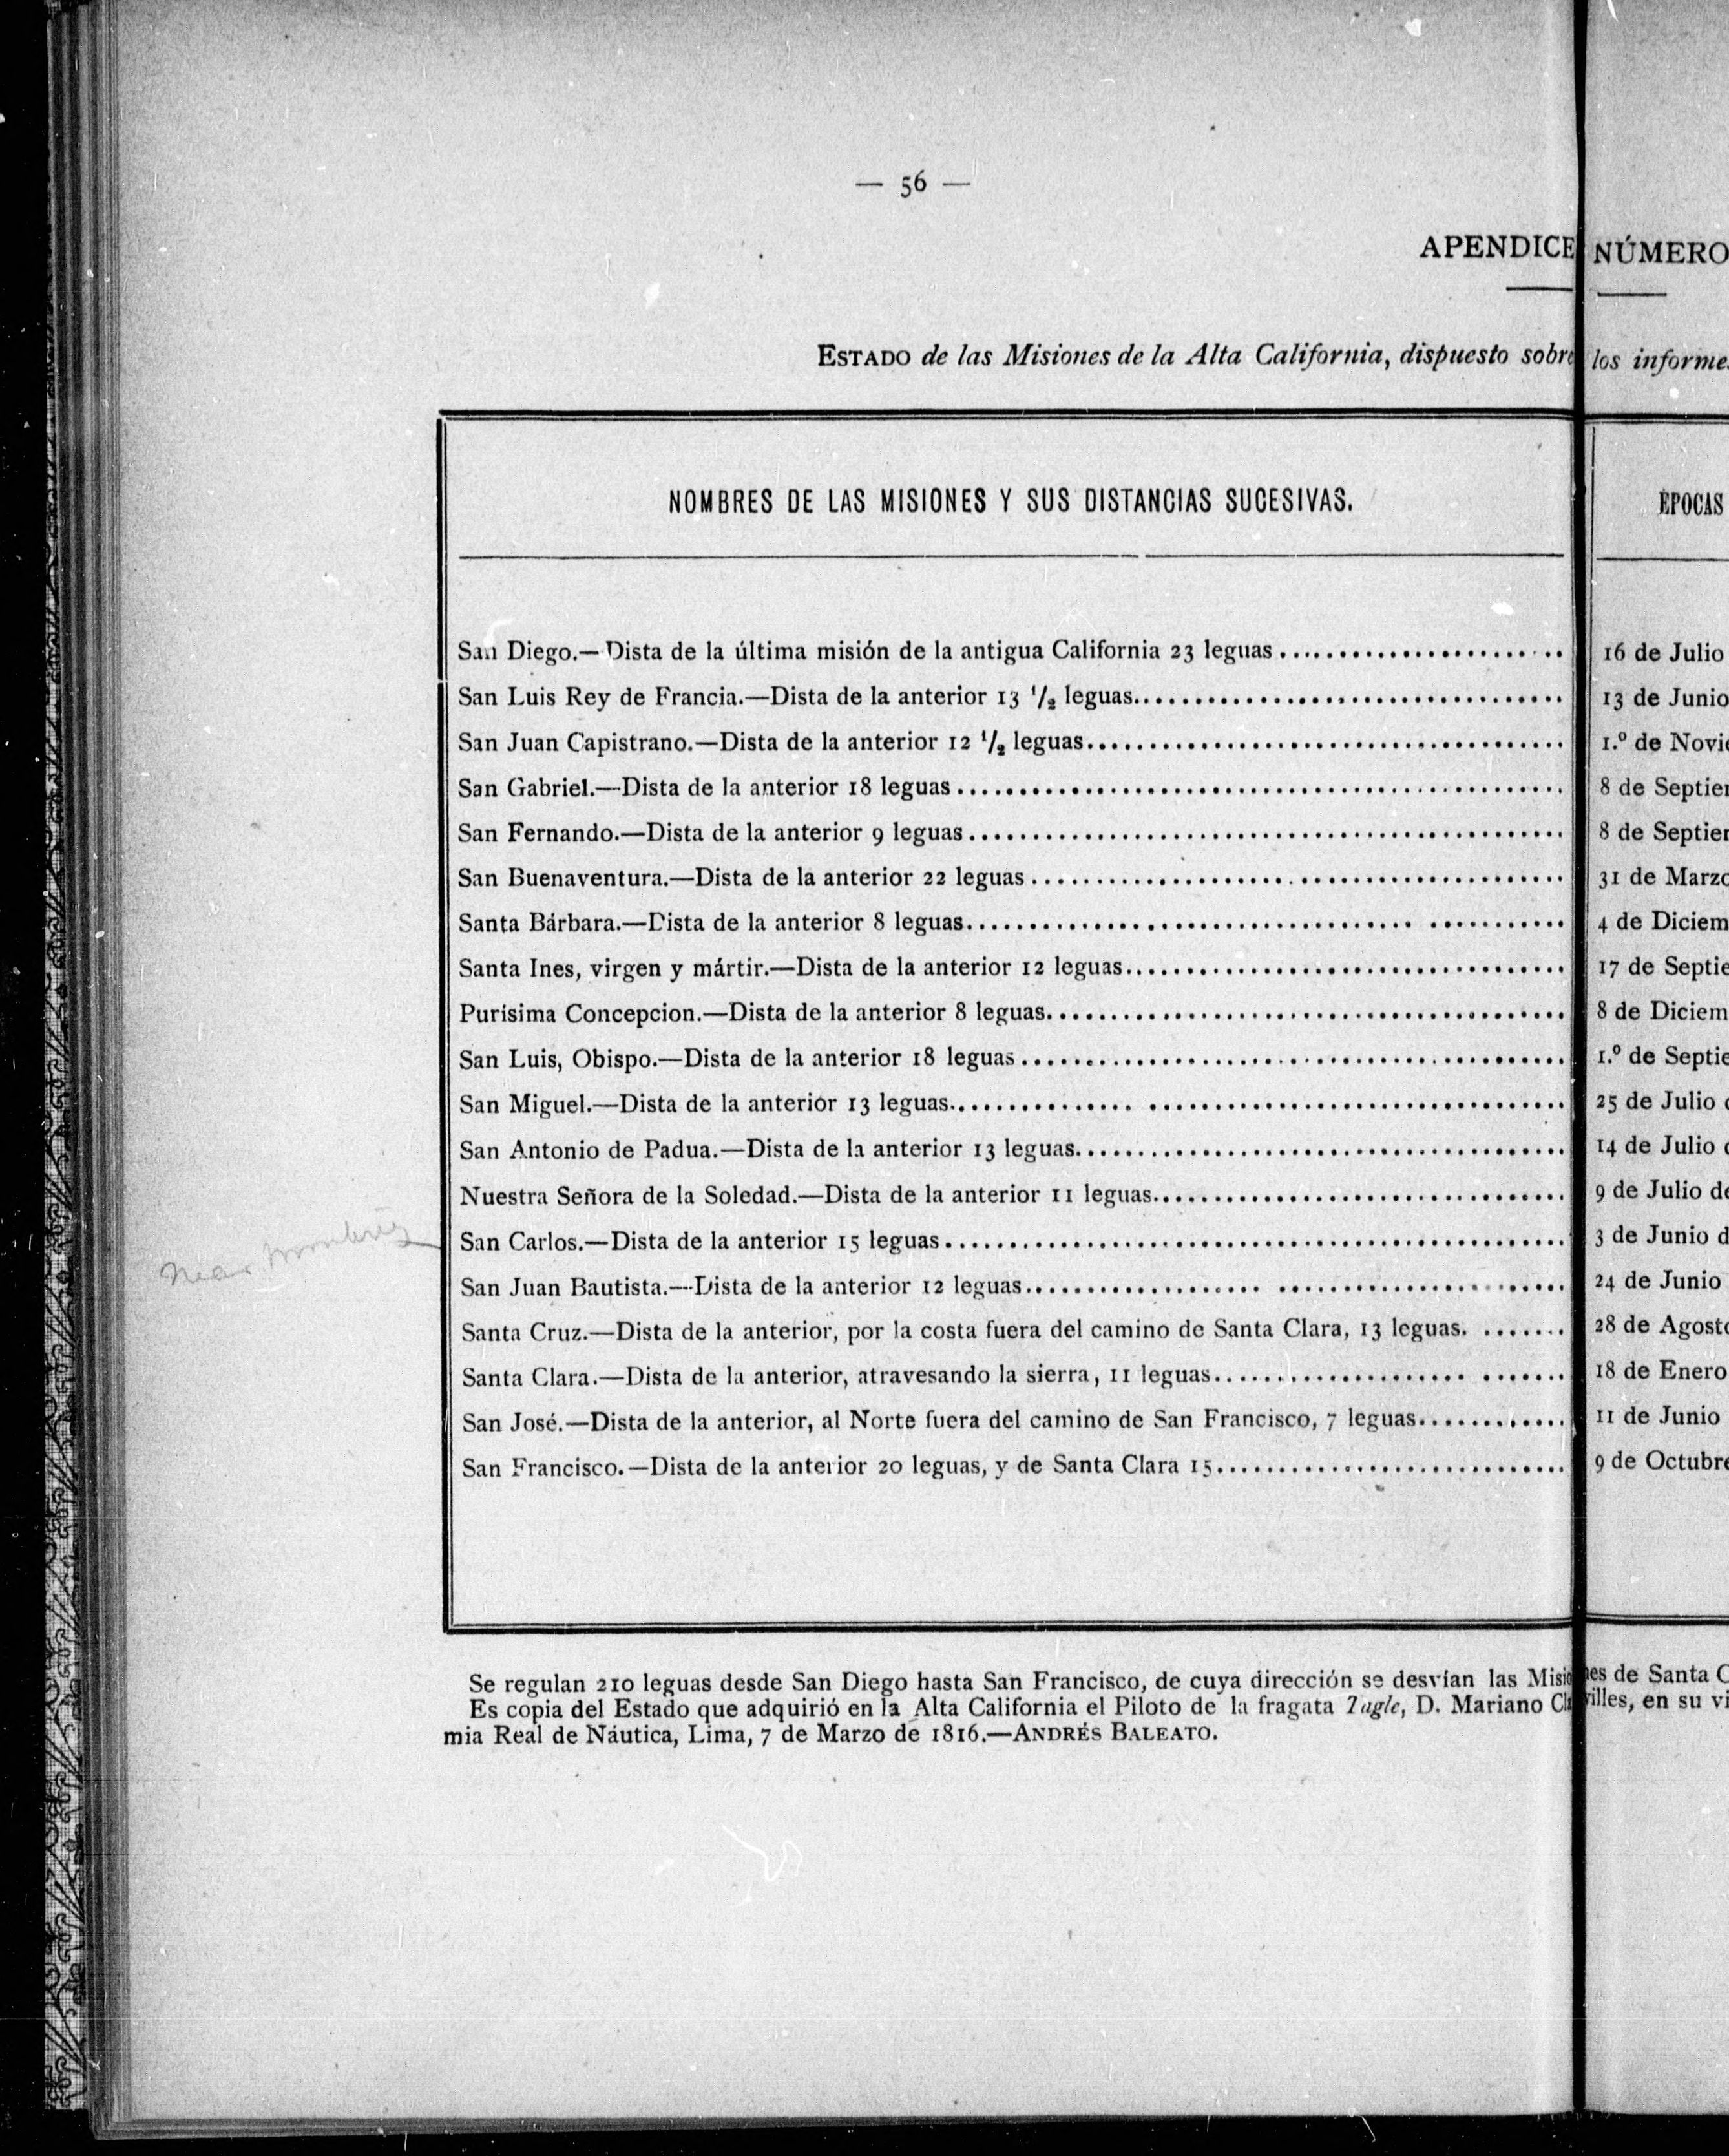 — 56 —
APENDICE NÚMERO
ESTADO de las Misiones de la Alta California, dispuesto sobre los informes
NOMBRES DE LAS MISIONES Y SUS DISTANCIAS SUCESIVAS. ÉPOCAS
San Diego.—Dista de la última misión de la antigua California 23 leguas.......... 16 de Julio
San Luis Rey de Francia.—Dista de la anterior 13 1/2 leguas.......... 13 de Junio
San Juan Capistrano.—Dista de la anterior 12 1/2 leguas.......... 1.º de Novie
San Gabriel.—Dista de la anterior 18 leguas.......... 8 de Septiem
San Fernando.—Dista de la anterior 9 leguas.......... 8 de Septiem
San Buenaventura.—Dista de la anterior 22 leguas.......... 31 de Marzo
Santa Bárbara.—Dista de la anterior 8 leguas.......... 4 de Diciem
Santa Ines, virgen y mártir.—Dista de la anterior 12 leguas.......... 17 de Septie
Purísima Concepcion.—Dista de la anterior 8 leguas.......... 8 de Diciem
San Luis, Obispo.—Dista de la anterior 18 leguas.......... 1.º de Septie
San Miguel.—Dista de la anterior 13 leguas.......... 25 de Julio
San Antonio de Padua.—Dista de la anterior 13 leguas.......... 14 de Julio
Nuestra Señora de la Soledad.—Dista de la anterior 11 leguas.......... 9 de Julio de
near
San Carlos.—Dista de la anterior 15 leguas.......... 3 de Junio d
San Juan Bautista.—Dista de la anterior 12 leguas.......... 24 de Junio
Santa Cruz.—Dista de la anterior, por la costa fuera del camino de Santa Clara, 13 leguas. ....... 28 de Agosto
Santa Clara.—Dista de la anterior, atravesando la sierra, 11 leguas.......... 18 de Enero
San José.—Dista de la anterior, al Norte fuera del camino de San Francisco, 7 leguas.......... 11 de Junio
San Francisco.—Dista de la anterior 20 leguas, y de Santa Clara 15.......... 9 de Octubre
Se regulan 210 leguas desde San Diego hasta San Francisco, de cuya dirección se desvían las Misiones de Santa C
Es copia del Estado que adquirió en la Alta California el Piloto de la fragata Tagle, D. Mariano Clavilles, en su vi
mia Real de Náutica, Lima, 7 de Marzo de 1816.—ANDRÉS BALEATO.